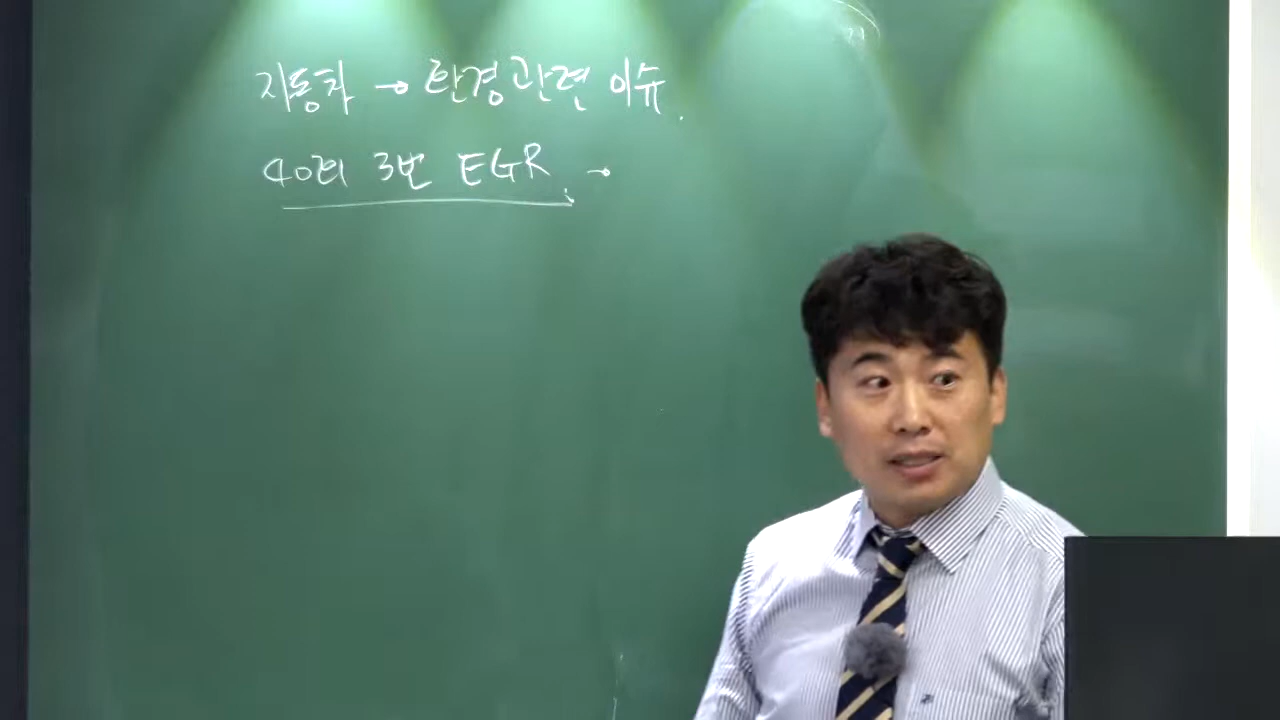 자동차 → 환경관련 이슈.
40회 3번 EGR. →